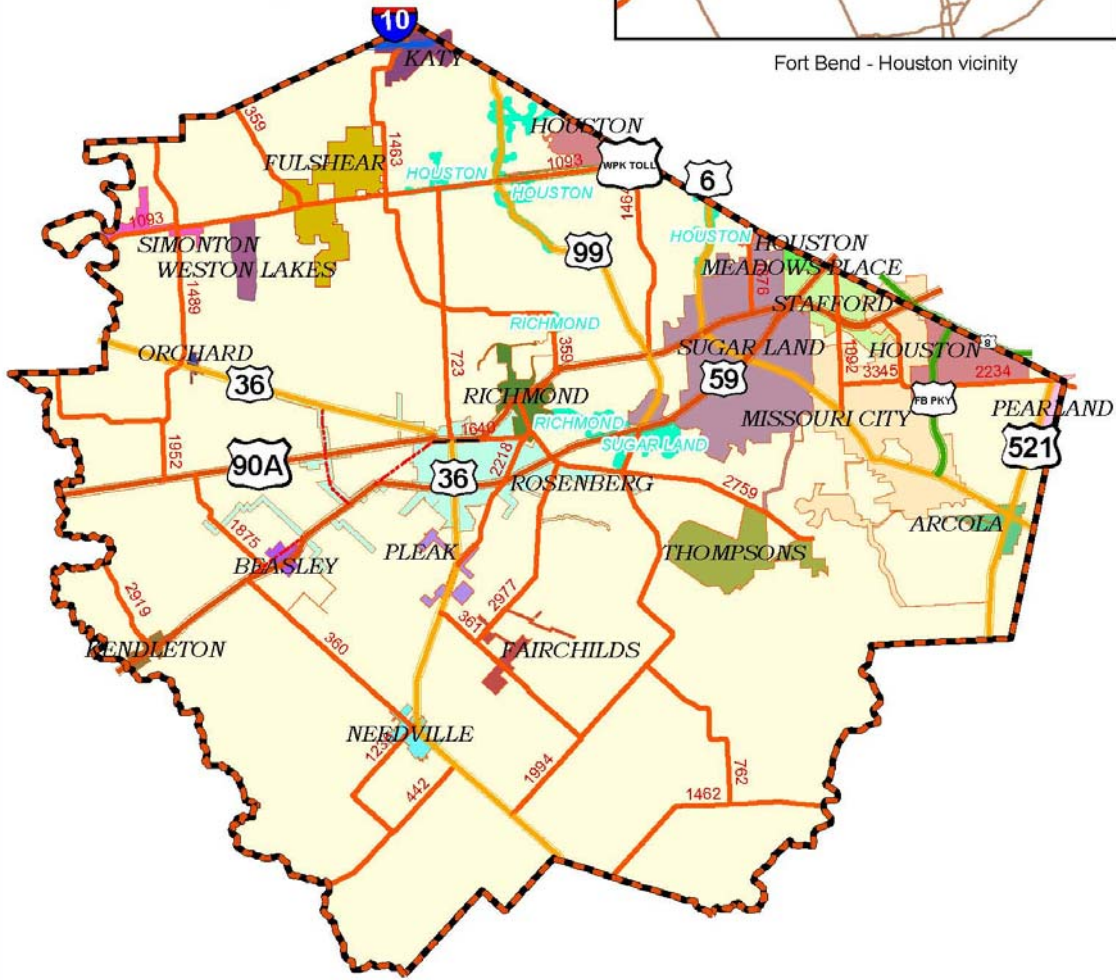 10
Fort Bend - Houston vicinity
KATY
359
1463
HOUSTON
FULSHEAR
1093
WPK TOLL
HOUSTON
HOUSTON
6
1464
1093
SIMONTON
WESTON LAKES
99
HOUSTON
HOUSTON
MEADOWS PLACE
1876
STAFFORD
1489
RICHMOND
ORCHARD
36
723
359
SUGAR LAND
1092
HOUSTON
8
3345
2234
59
RICHMOND
FB PKY
MISSOURI CITY
PEARLAND
1640
RICHMOND
SUGAR LAND
521
1952
90A
36
2218
ROSENBERG
2759
ARCOLA
1875
BEASLEY
PLEAK
THOMPSONS
2919
2977
KENDLETON
360
361
FAIRCHILDS
NEEDVILLE
442
1994
762
1462